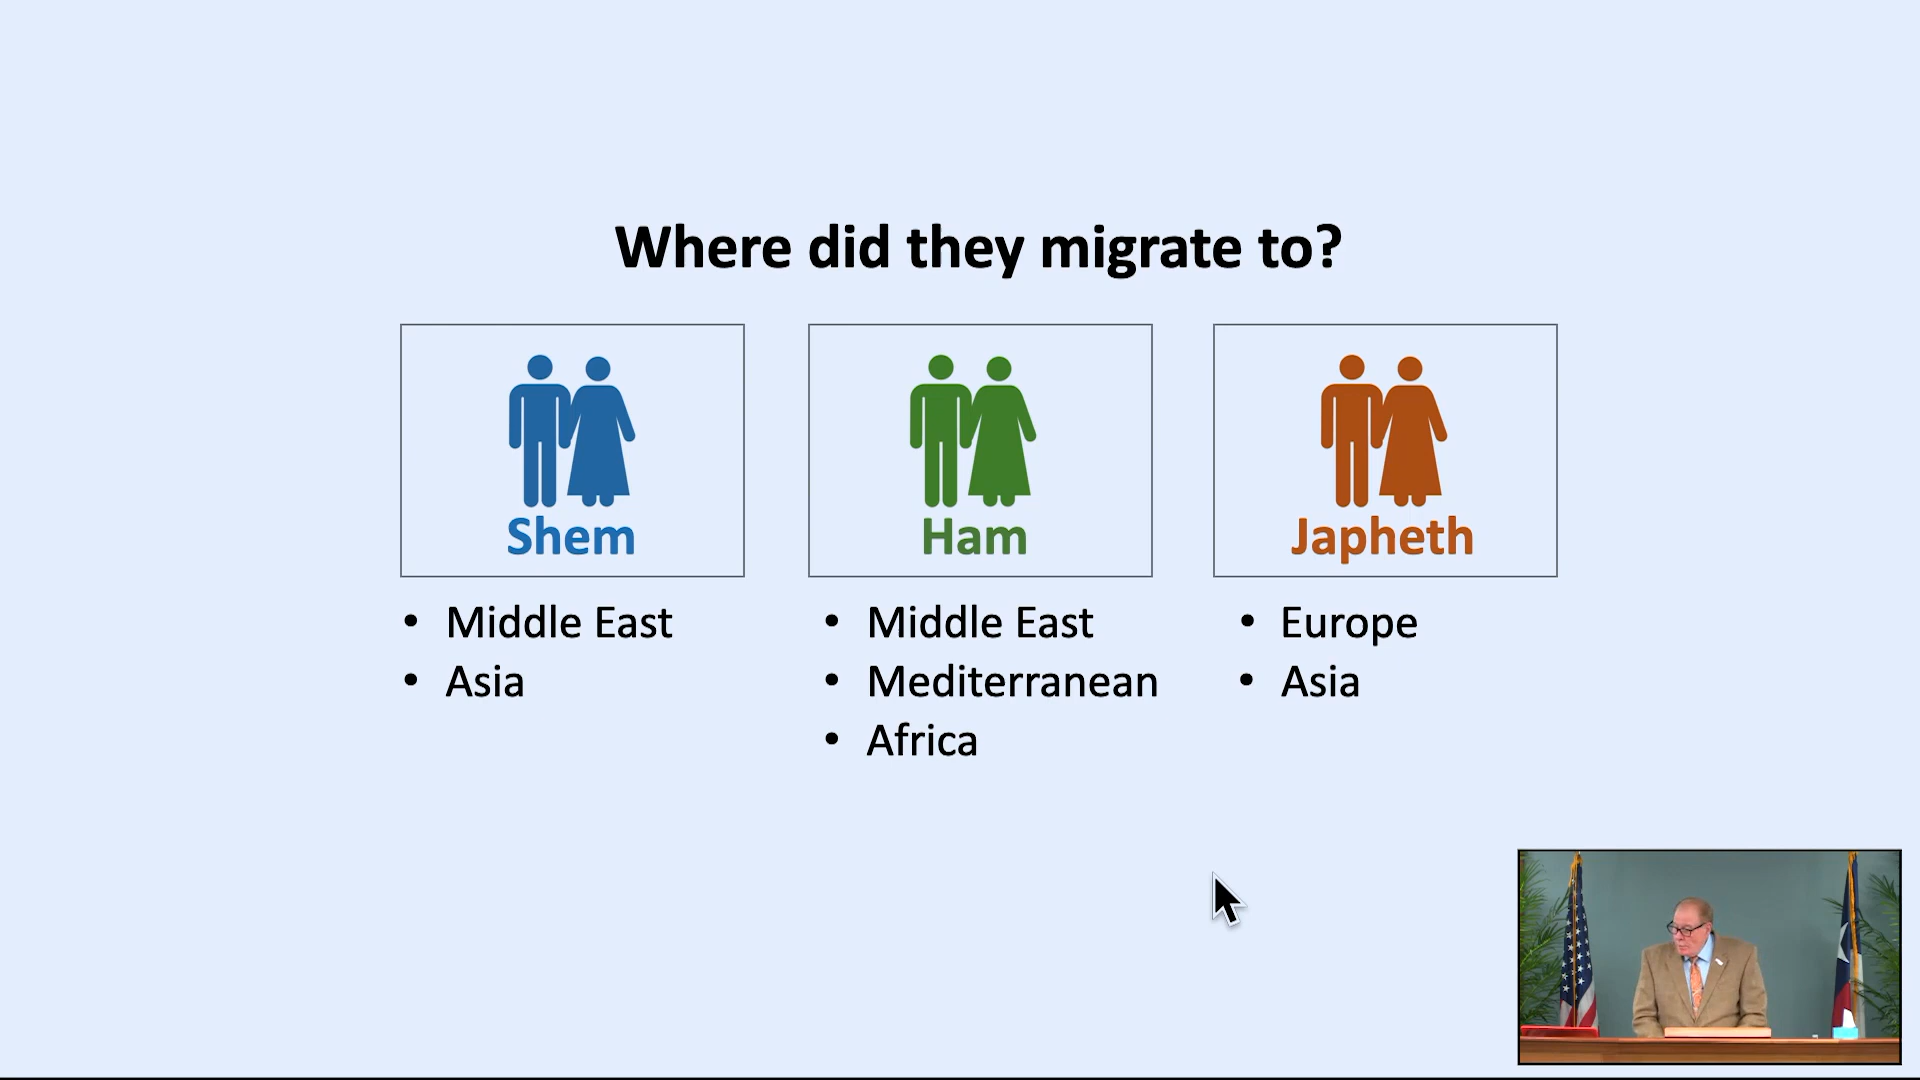 Where did they migrate to?
Shem
Ham
Japheth
• Middle East
• Asia
• Middle East
• Mediterranean
• Africa
• Europe
• Asia